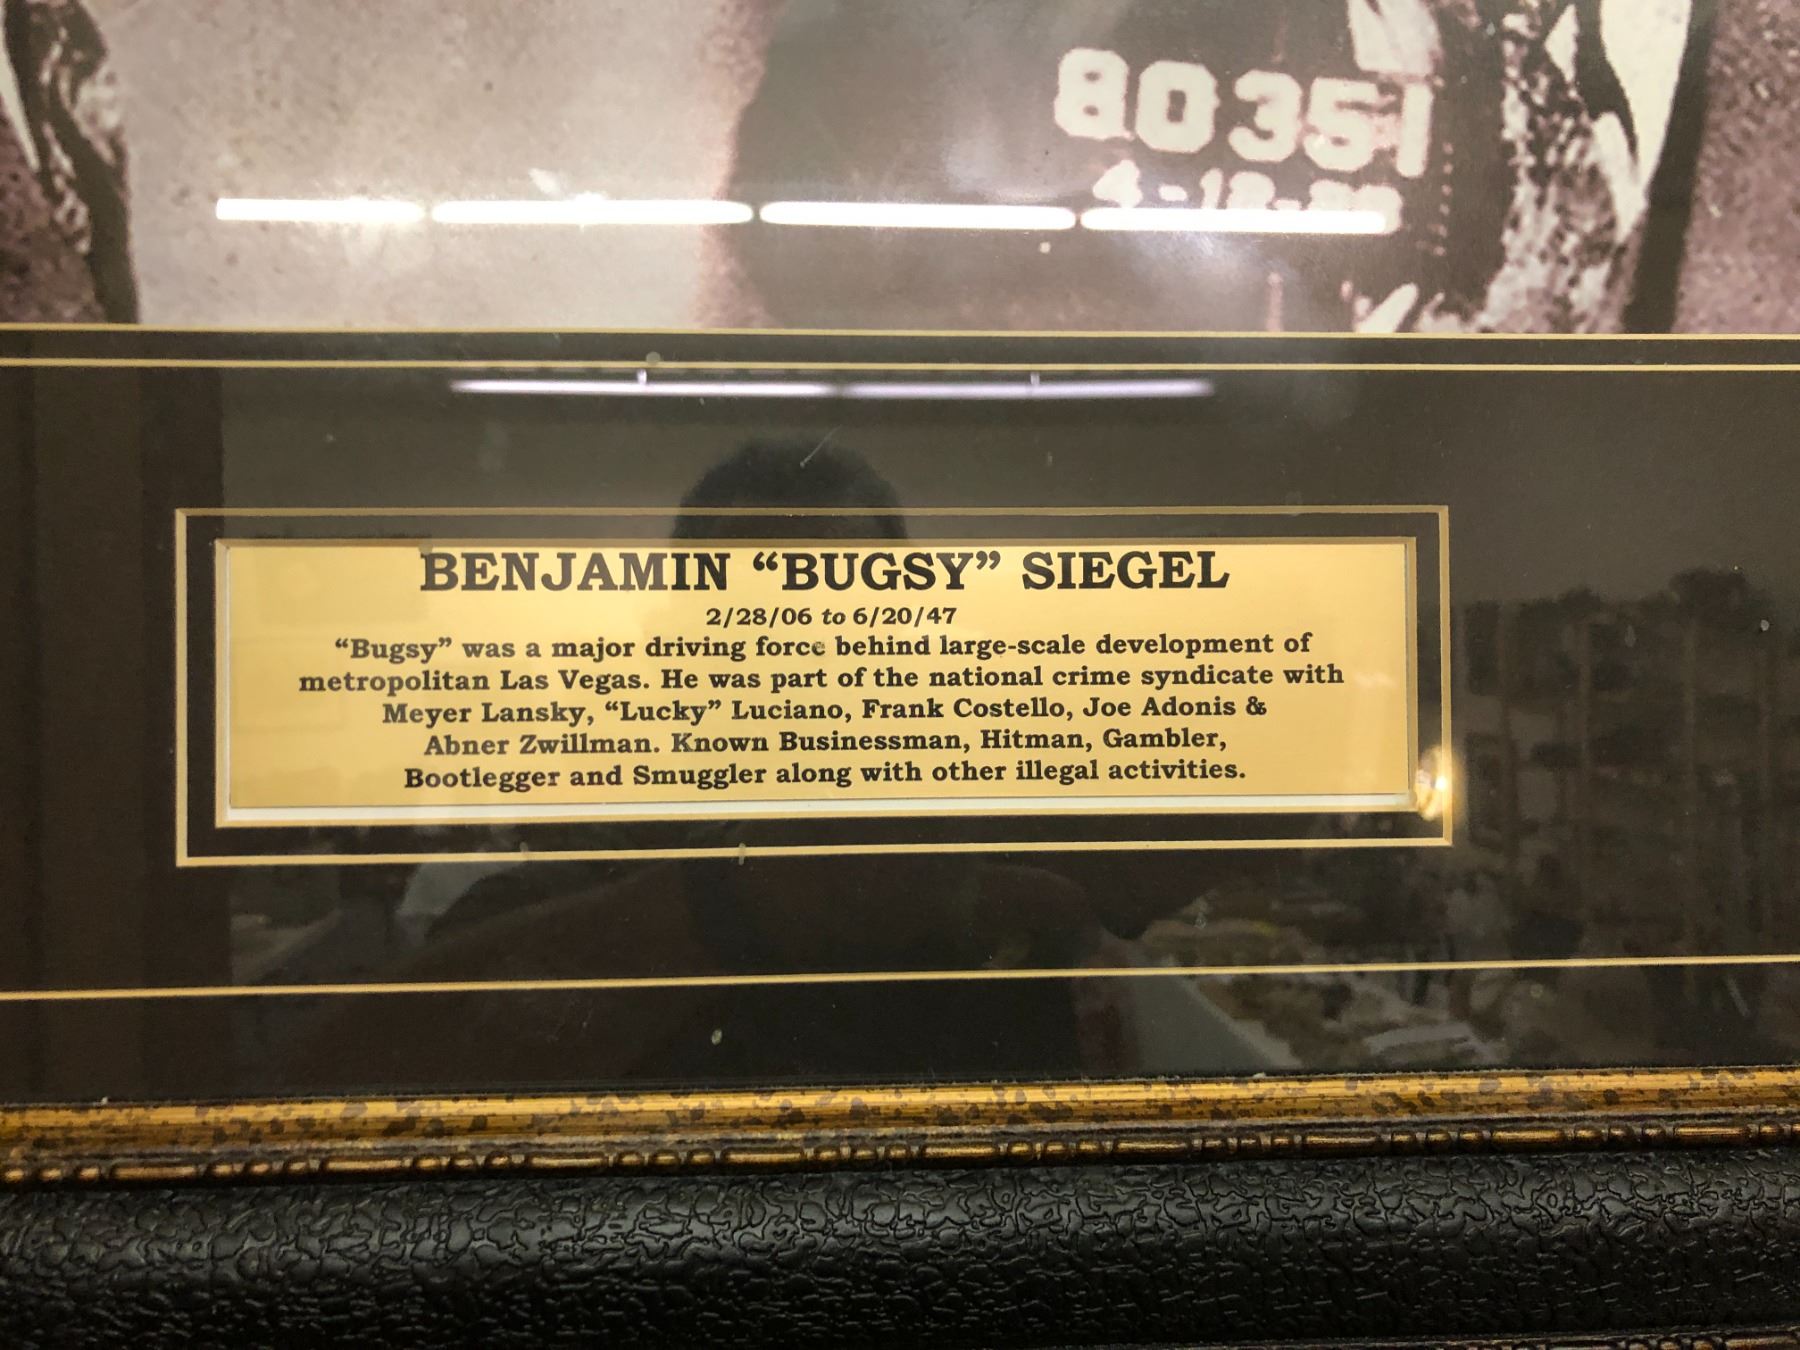 80351
BENJAMIN “BUGSY” SIEGEL
2/28/06 to 6/20/47
“Bugsy” was a major driving force behind large-scale development of
metropolitan Las Vegas. He was part of the national crime syndicate with
Meyer Lansky, “Lucky” Luciano, Frank Costello, Joe Adonis &
Abner Zwillman. Known Businessman, Hitman, Gambler,
Bootlegger and Smuggler along with other illegal activities.